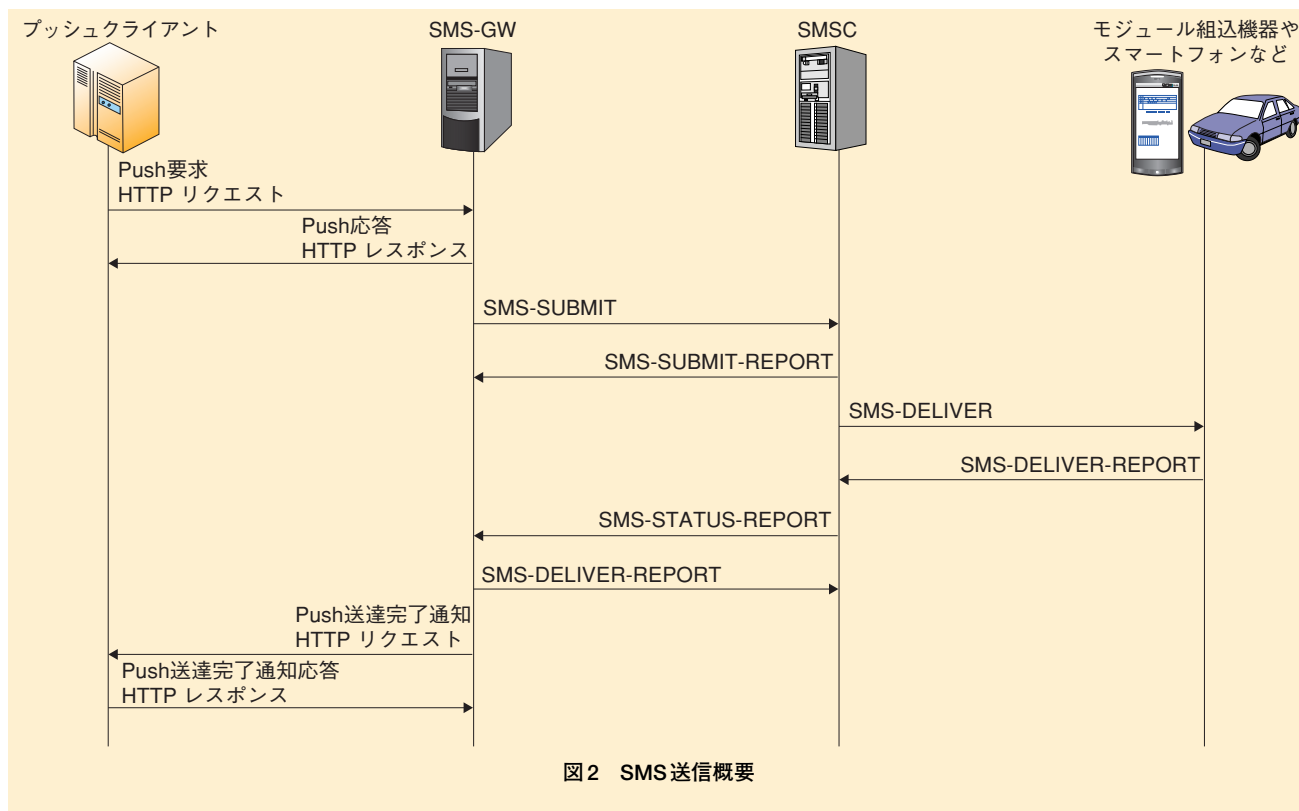 プッシュクライアント
SMS-GW
SMSC
モジュール組込機器や
スマートフォンなど
Push要求
HTTP リクエスト
Push応答
HTTP レスポンス
SMS-SUBMIT
SMS-SUBMIT-REPORT
SMS-DELIVER
SMS-DELIVER-REPORT
SMS-STATUS-REPORT
SMS-DELIVER-REPORT
Push送達完了通知
HTTP リクエスト
Push送達完了通知応答
HTTP レスポンス
図2 SMS送信概要